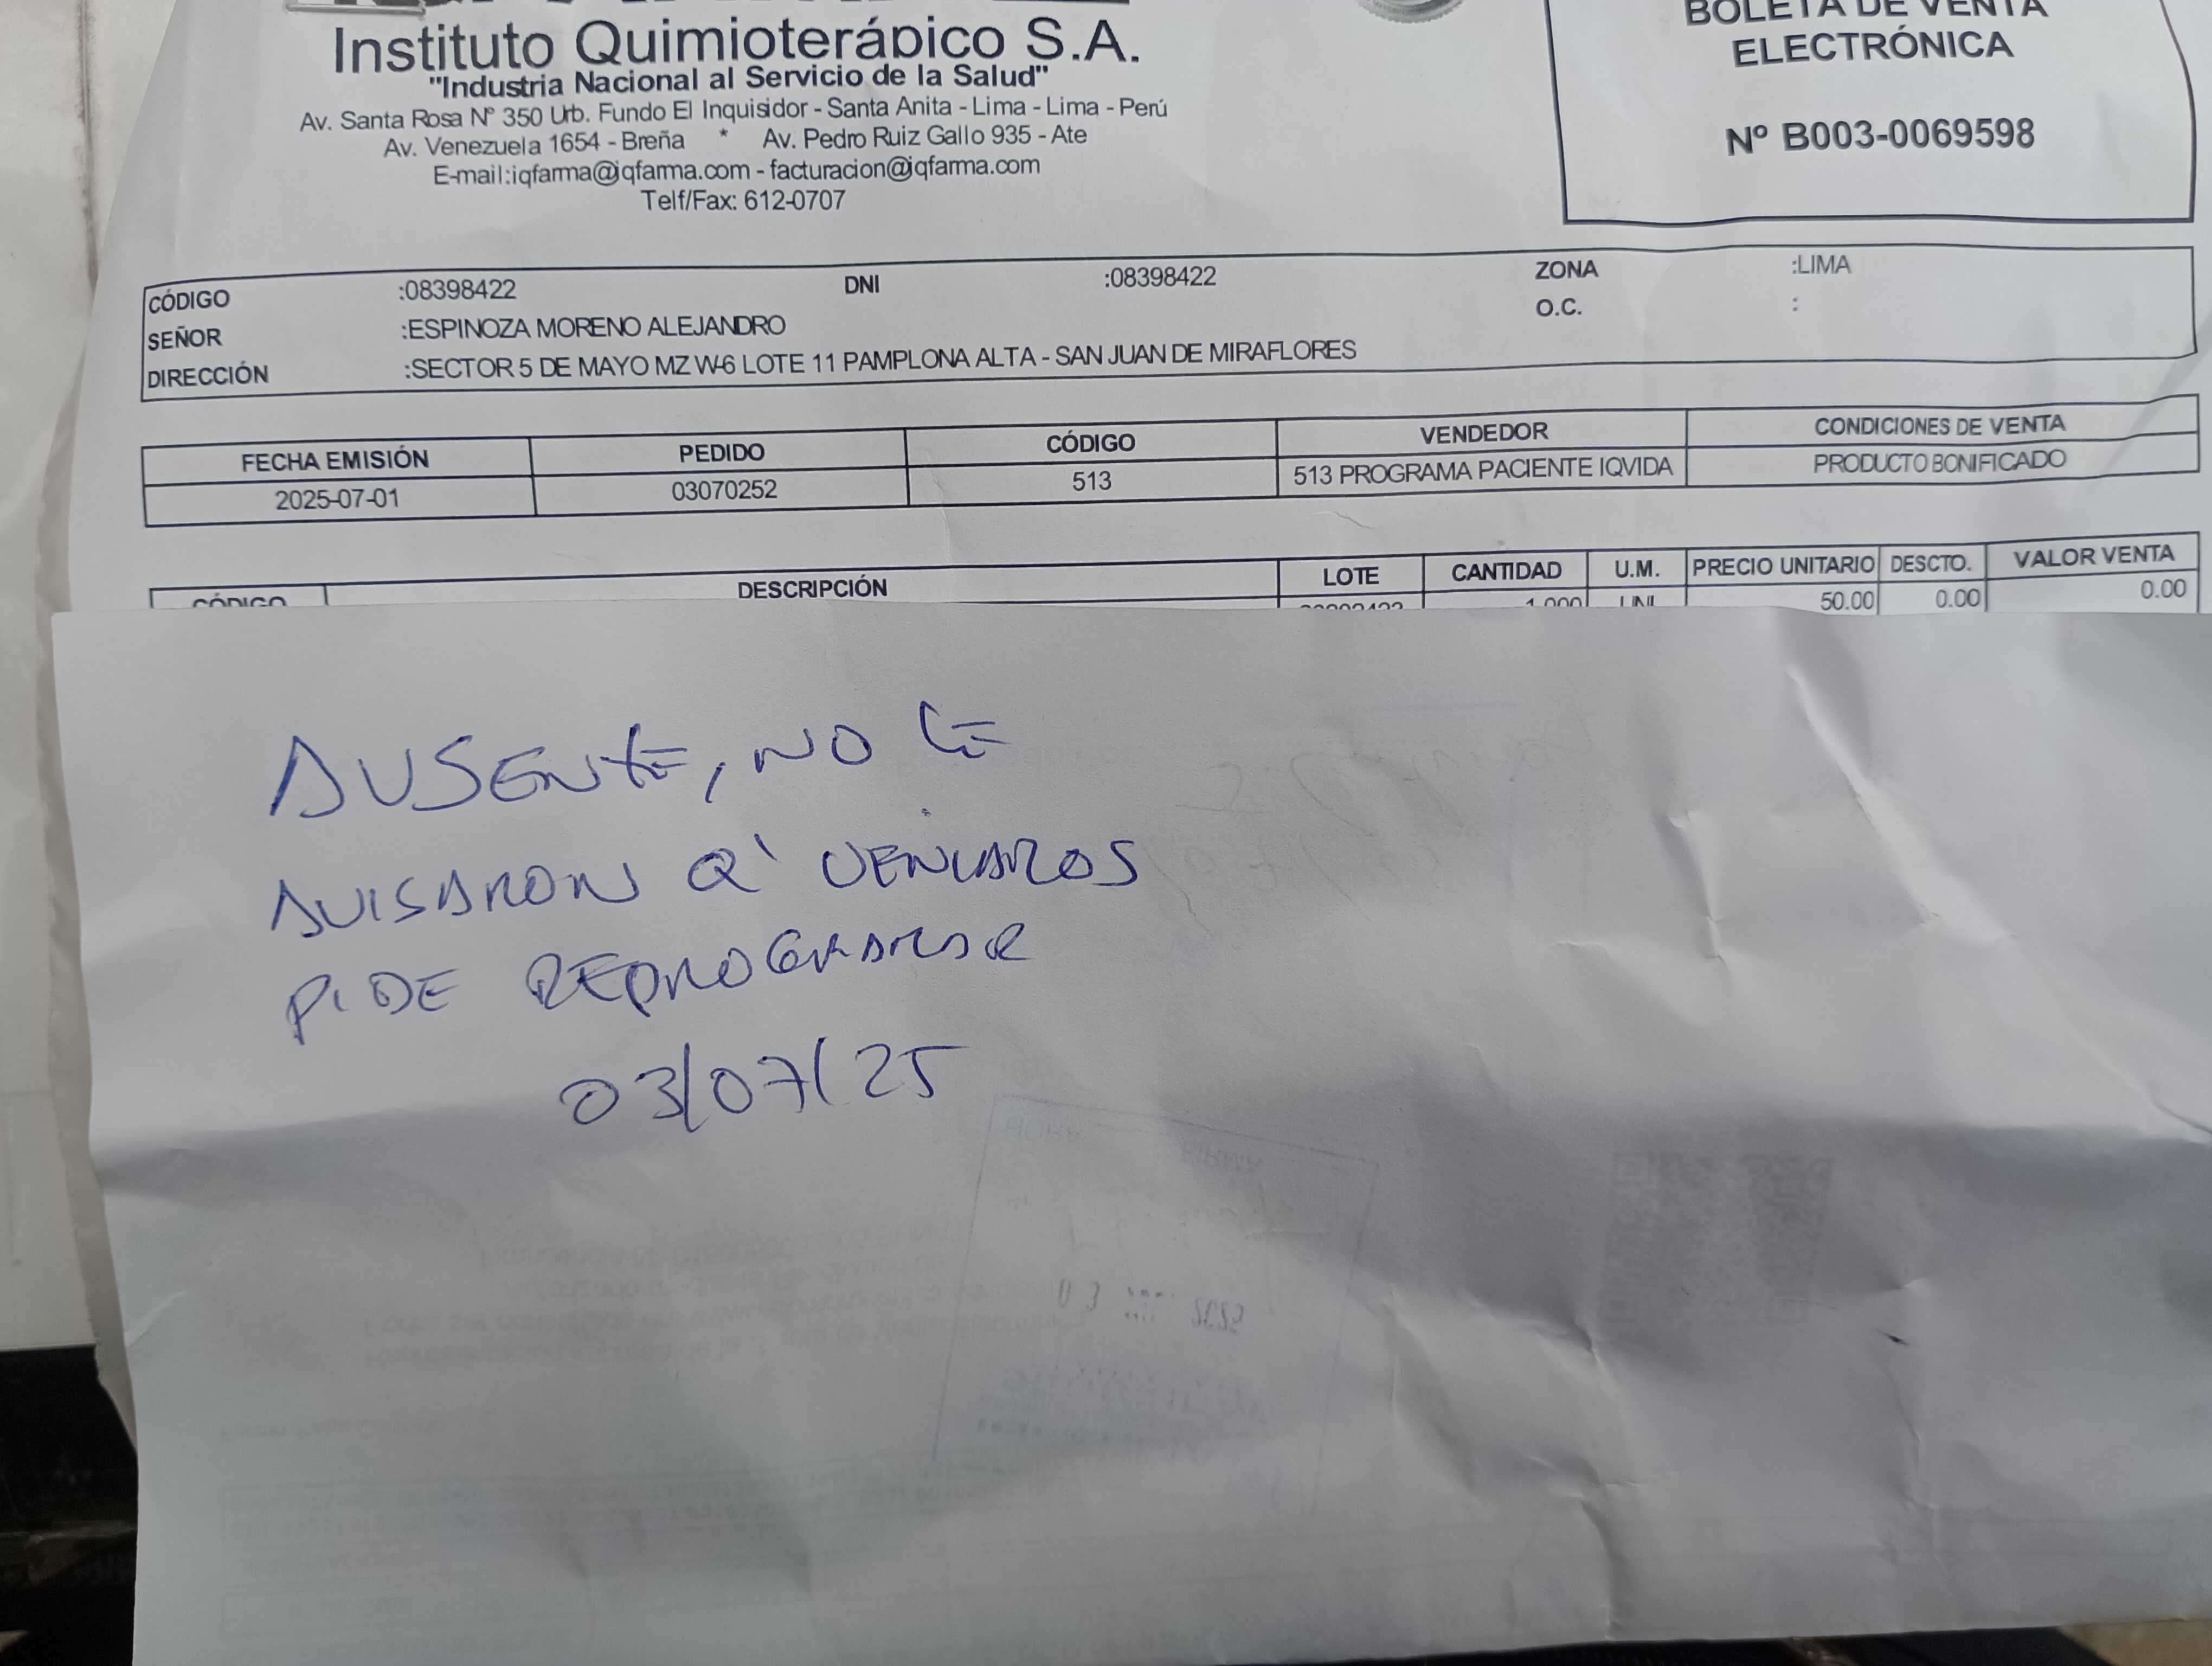 Instituto Quimioterápico S.A.
"Industria Nacional al Servicio de la Salud"
Av. Santa Rosa Nº 350 Urb. Fundo El Inquisidor - Santa Anita - Lima - Lima - Perú
Av. Venezuela 1654 - Breña * Av. Pedro Ruiz Gallo 935 - Ate
E-mail:iqfarma@iqfarma.com - facturacion@iqfarma.com
Telf/Fax: 612-0707
BOLETA DE VENTA
ELECTRÓNICA
Nº B003-0069598
CÓDIGO :08398422 DNI :08398422 ZONA :LIMA
SEÑOR :ESPINOZA MORENO ALEJANDRO O.C. :
DIRECCIÓN :SECTOR 5 DE MAYO MZ W-6 LOTE 11 PAMPLONA ALTA - SAN JUAN DE MIRAFLORES
FECHA EMISIÓN PEDIDO CÓDIGO VENDEDOR CONDICIONES DE VENTA
2025-07-01 03070252 513 513 PROGRAMA PACIENTE IQVIDA PRODUCTO BONIFICADO
CÓDIGO DESCRIPCIÓN LOTE CANTIDAD U.M. PRECIO UNITARIO DESCTO. VALOR VENTA
1.000 UNI 50.00 0.00 0.00
AUSENTE, NO LE
AVISARON Q' VENIAMOS
PIDE REPROGRAMAR
03/07/25